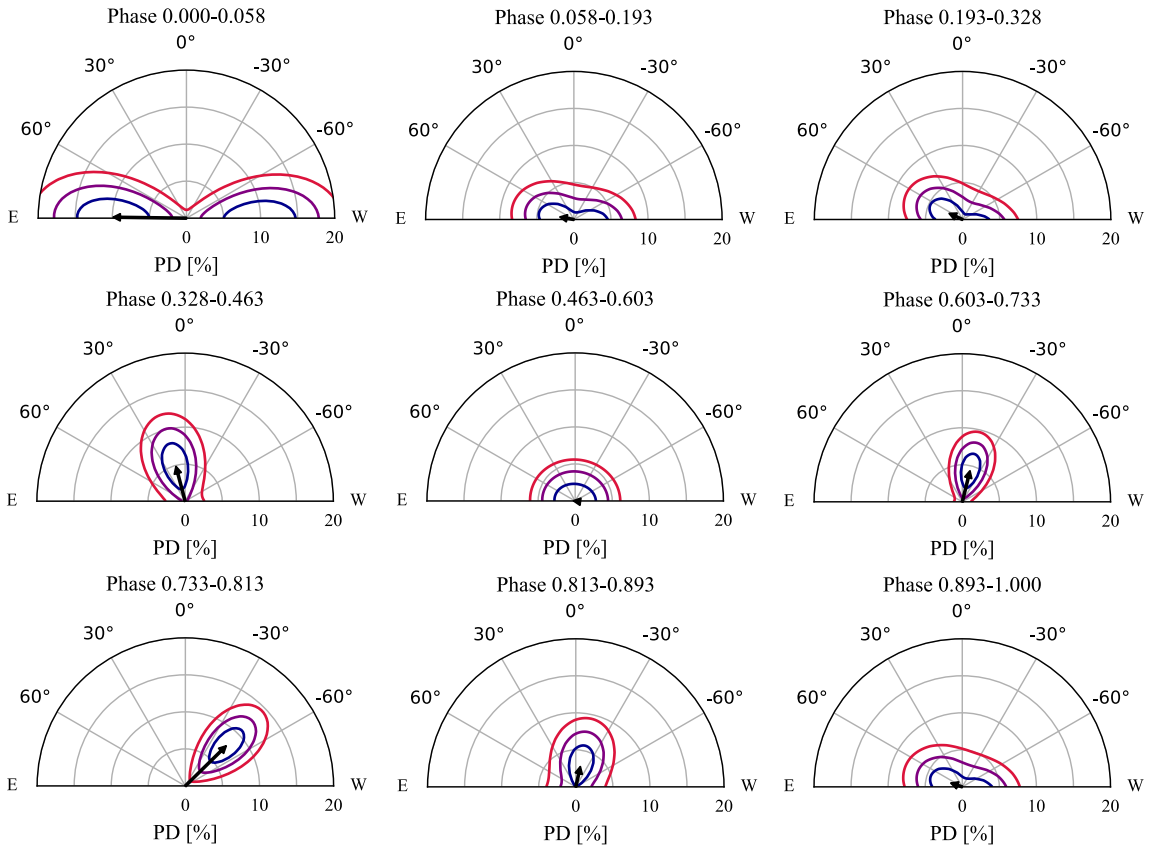 Phase 0.000-0.058 Phase 0.058-0.193 Phase 0.193-0.328
0° 0° 0°
30° -30° 30° -30° 30° -30°
60° -60° 60° -60° 60° -60°
E W E W E W
0 10 20 0 10 20 0 10 20
PD [%] PD [%] PD [%]
Phase 0.328-0.463 Phase 0.463-0.603 Phase 0.603-0.733
0° 0° 0°
30° -30° 30° -30° 30° -30°
60° -60° 60° -60° 60° -60°
E W E W E W
0 10 20 0 10 20 0 10 20
PD [%] PD [%] PD [%]
Phase 0.733-0.813 Phase 0.813-0.893 Phase 0.893-1.000
0° 0° 0°
30° -30° 30° -30° 30° -30°
60° -60° 60° -60° 60° -60°
E W E W E W
0 10 20 0 10 20 0 10 20
PD [%] PD [%] PD [%]